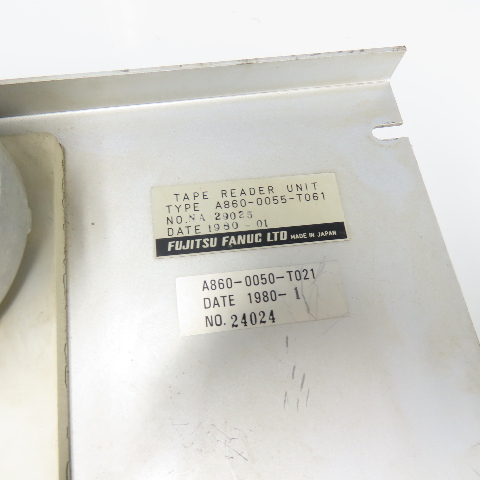 TAPE READER UNIT
TYPE A860-0055-T061
NO. NA 29025
DATE 1980-01
FUJITSU FANUC LTD MADE IN JAPAN
A860-0050-T021
DATE 1980-1
NO. 24024